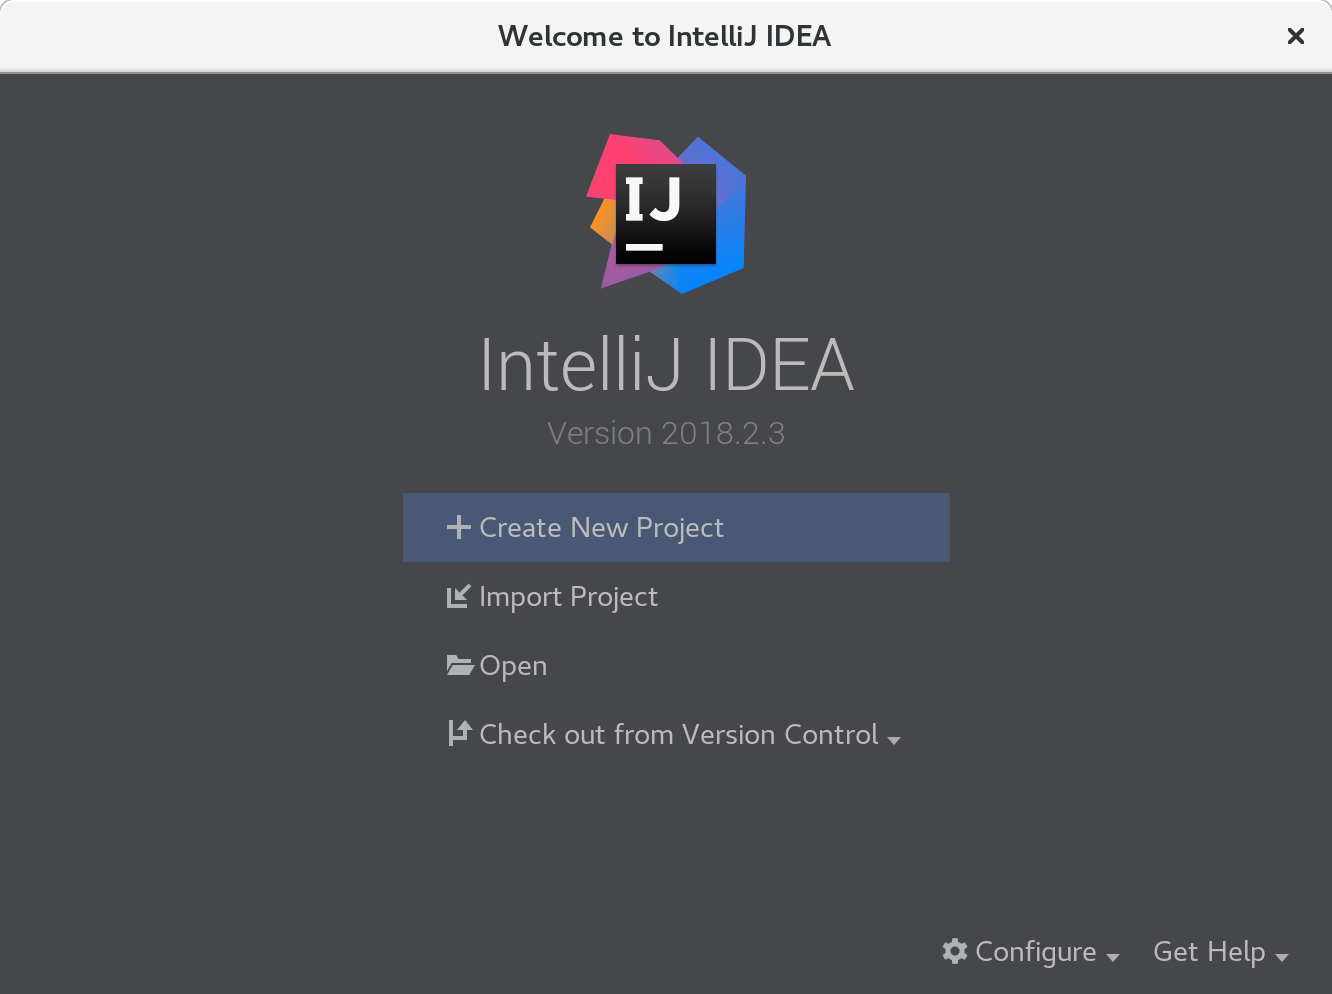 Welcome to IntelliJ IDEA
IJ
IntelliJ IDEA
Version 2018.2.3
Create New Project
Import Project
Open
Check out from Version Control
Configure
Get Help